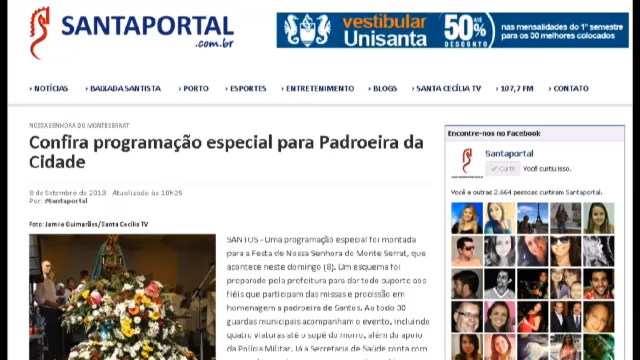 SANTAPORTAL
.com.br
vestibular
Unisanta
ATÉ
50%
DESCONTO
nas mensalidades do 1º semestre
para os 30 melhores colocados
› NOTÍCIAS › BAIXADA SANTISTA › PORTO › ESPORTES › ENTRETENIMENTO › BLOGS › SANTA CECÍLIA TV › 107,7 FM › CONTATO
NOSSA SENHORA DO MONTE SERRAT
Confira programação especial para Padroeira da
Cidade
8 de Setembro de 2013 Atualizado às 10h25
Por: #Santaportal
Foto: Jamile Guimarães/Santa Cecília TV
SANTOS - Uma programação especial foi montada
para a Festa de Nossa Senhora do Monte Serrat, que
acontece neste domingo (8). Um esquema foi
preparado pela prefeitura para dar todo suporte aos
fiéis que participam das missas e procissão em
homenagem a padroeira de Santos. Ao todo 30
guardas municipais acompanham o evento, incluindo
quatro viaturas até o sopé do morro, além do apoio
da Polícia Militar. Já a Secretaria de Saúde conta com
Encontre-nos no Facebook
Santaportal
Curtir Você curtiu isso.
Você e outras 2.664 pessoas curtiram Santaportal.